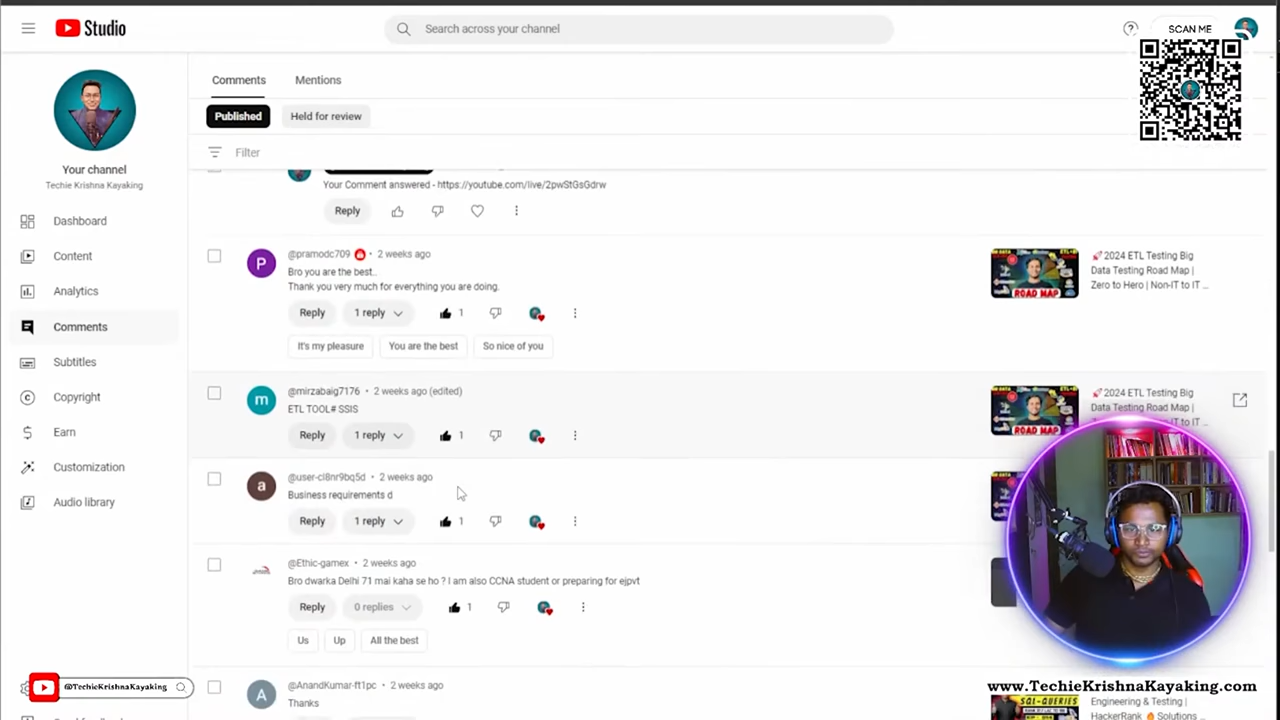 Studio
Search across your channel
SCAN ME
Comments
Mentions
Published
Held for review
Filter
Your channel
Techie Krishna Kayaking
Dashboard
Content
Analytics
Comments
Subtitles
Copyright
Earn
Customization
Audio library
Your Comment answered - https://youtube.com/live/2pwStGsGdrw
Reply
@pramodc709 • 2 weeks ago
Bro you are the best..
Thank you very much for everything you are doing.
Reply 1 reply 1
It's my pleasure You are the best So nice of you
🚀2024 ETL Testing Big
Data Testing Road Map |
Zero to Hero | Non-IT to IT ...
ROAD MAP
@mirzabaig7176 • 2 weeks ago (edited)
ETL TOOL# SSIS
Reply 1 reply 1
🚀2024 ETL Testing Big
Data Testing Road Map |
ROAD MAP
@user-cl8nr9bq5d • 2 weeks ago
Business requirements d
Reply 1 reply 1
@Ethic-gamex • 2 weeks ago
Bro dwarka Delhi 71 mai kaha se ho ? I am also CCNA student or preparing for ejpvt
Reply 0 replies 1
Us Up All the best
@AnandKumar-ft1pc • 2 weeks ago
Thanks
@TechieKrishnaKayaking
www.TechieKrishnaKayaking.com
SQL-QUERIES
Engineering & Testing |
HackerRank 🔥 Solutions ...